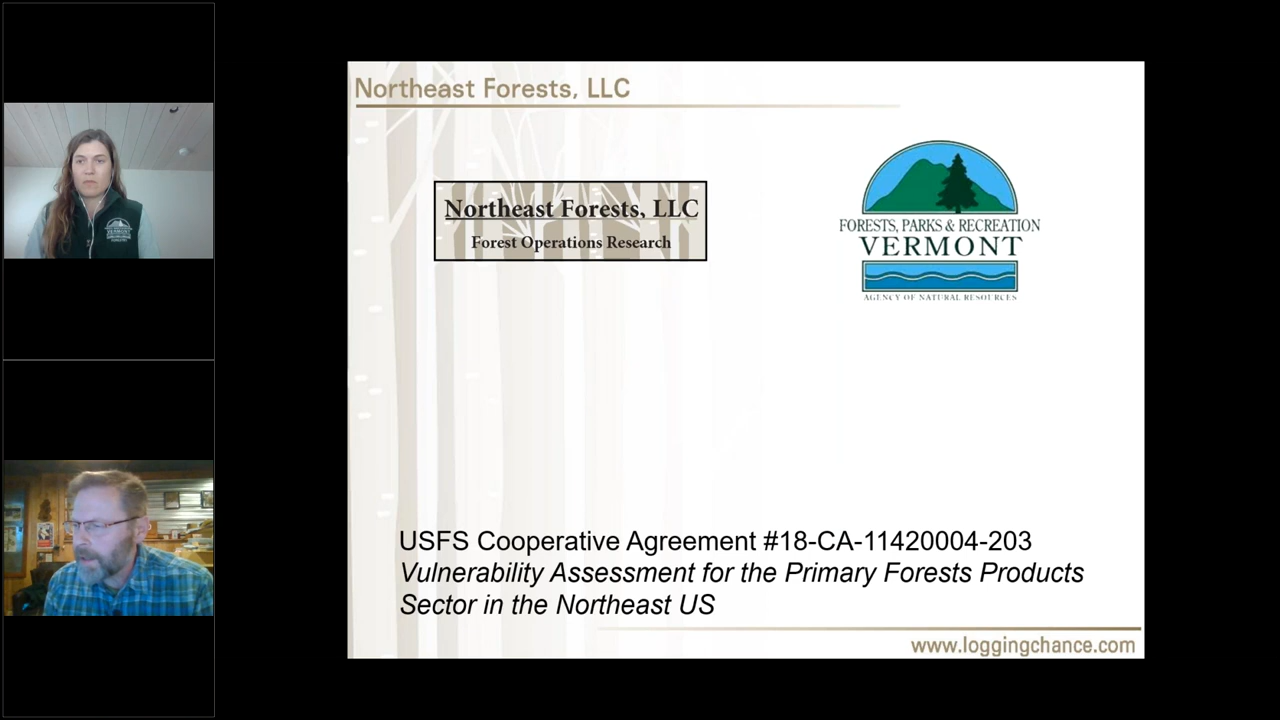 Northeast Forests, LLC
Northeast Forests, LLC
Forest Operations Research
FORESTS, PARKS & RECREATION
VERMONT
AGENCY OF NATURAL RESOURCES
VERMONT
USFS Cooperative Agreement #18-CA-11420004-203
Vulnerability Assessment for the Primary Forests Products
Sector in the Northeast US
www.loggingchance.com